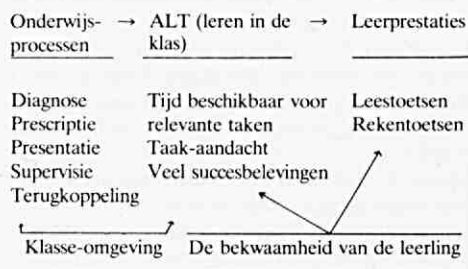 Onderwijs- → ALT (leren in de → Leerprestaties
processen klas)
Diagnose Tijd beschikbaar voor Leestoetsen
Prescriptie relevante taken Rekentoetsen
Presentatie Taak-aandacht
Supervisie Veel succesbelevingen
Terugkoppeling
Klasse-omgeving De bekwaamheid van de leerling